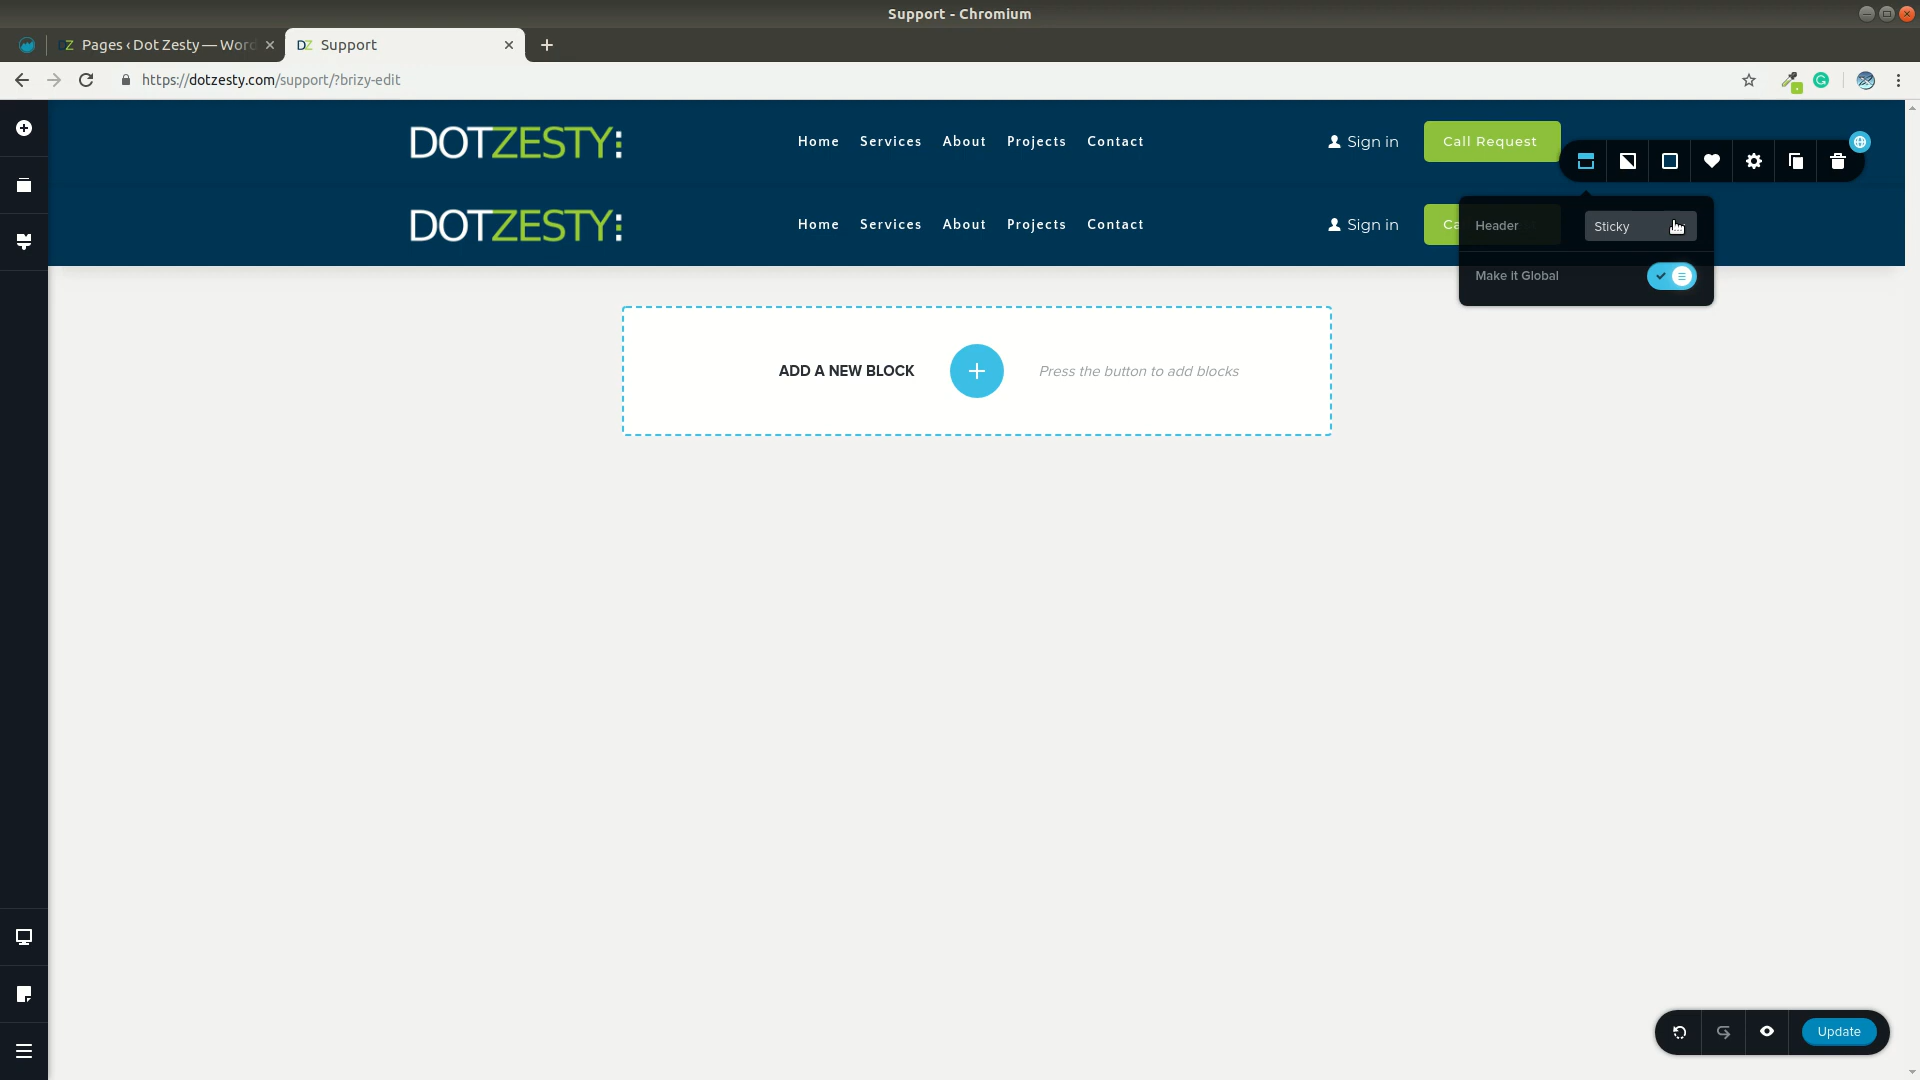 Support - Chromium
Pages ‹ Dot Zesty — Word
Support
https://dotzesty.com/support/?brizy-edit
DOTZESTY:
Home Services About Projects Contact
Sign in
Call Request
DOTZESTY:
Home Services About Projects Contact
Sign in
Ca
Header
Sticky
Make It Global
ADD A NEW BLOCK
Press the button to add blocks
Update